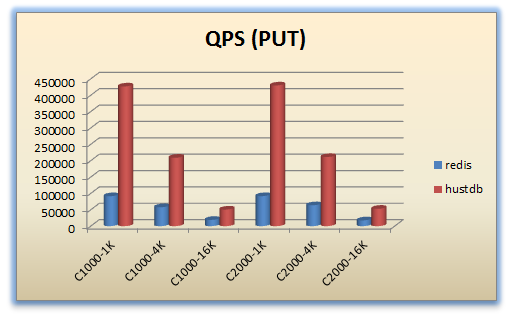 QPS (PUT)
450000
400000
350000
300000
250000
200000
150000
100000
50000
0
C1000-1K
C1000-4K
C1000-16K
C2000-1K
C2000-4K
C2000-16K
redis
hustdb